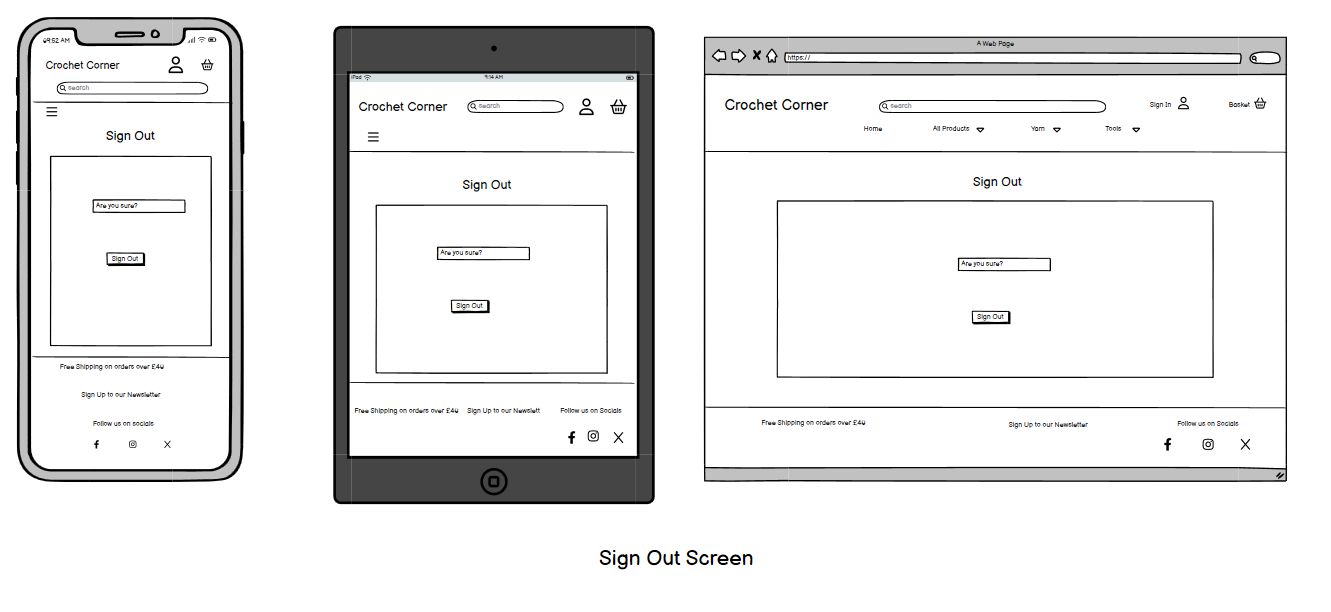 09:52 AM
Crochet Corner
search
Sign Out
Are you sure?
Sign Out
Free Shipping on orders over £40
Sign Up to our Newsletter
Follow us on socials
iPad
9:14 AM
Crochet Corner
search
Sign Out
Are you sure?
Sign Out
Free Shipping on orders over £40 Sign Up to our Newslett Follow us on Socials
A Web Page
https://
Crochet Corner
search
Sign In
Basket
Home All Products Yarn Tools
Sign Out
Are you sure?
Sign Out
Free Shipping on orders over £40 Sign Up to our Newsletter Follow us on Socials
Sign Out Screen